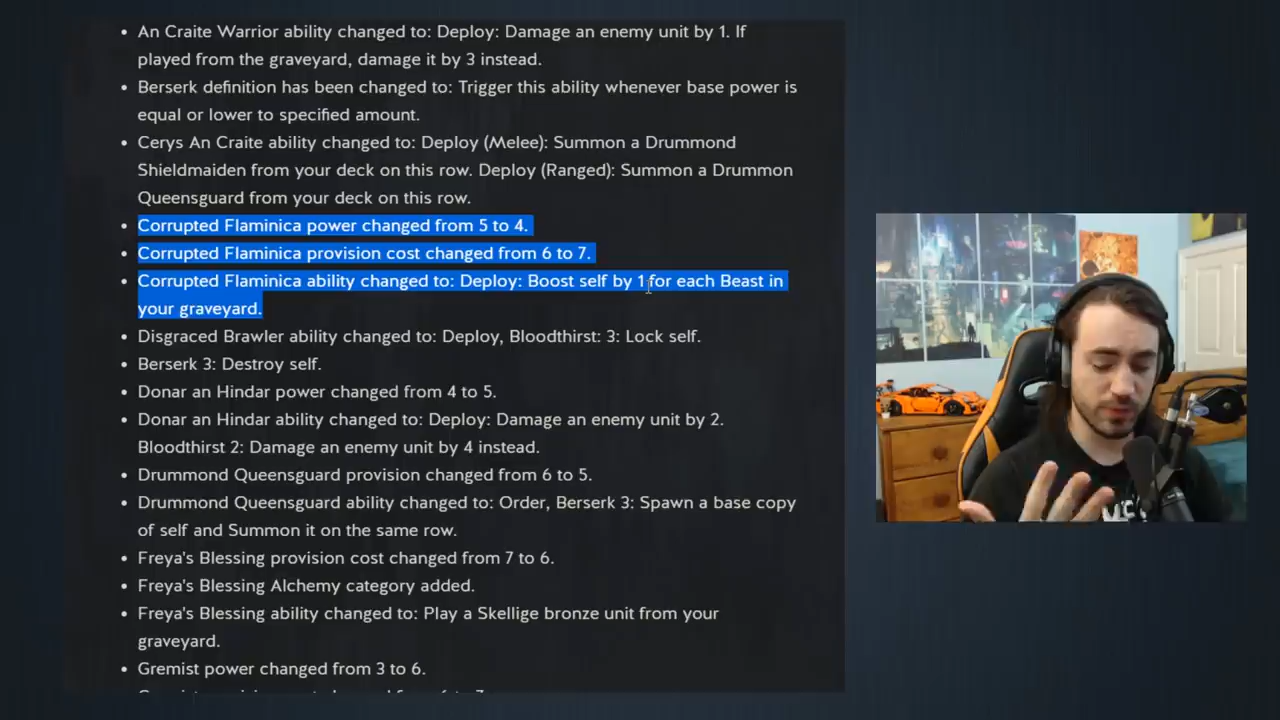 An Craite Warrior ability changed to: Deploy: Damage an enemy unit by 1. If
played from the graveyard, damage it by 3 instead.
Berserk definition has been changed to: Trigger this ability whenever base power is
equal or lower to specified amount.
Cerys An Craite ability changed to: Deploy (Melee): Summon a Drummond
Shieldmaiden from your deck on this row. Deploy (Ranged): Summon a Drummon
Queensguard from your deck on this row.
Corrupted Flaminica power changed from 5 to 4.
Corrupted Flaminica provision cost changed from 6 to 7.
Corrupted Flaminica ability changed to: Deploy: Boost self by 1 for each Beast in
your graveyard.
Disgraced Brawler ability changed to: Deploy, Bloodthirst: 3: Lock self.
Berserk 3: Destroy self.
Donar an Hindar power changed from 4 to 5.
Donar an Hindar ability changed to: Deploy: Damage an enemy unit by 2.
Bloodthirst 2: Damage an enemy unit by 4 instead.
Drummond Queensguard provision changed from 6 to 5.
Drummond Queensguard ability changed to: Order, Berserk 3: Spawn a base copy
of self and Summon it on the same row.
Freya's Blessing provision cost changed from 7 to 6.
Freya's Blessing Alchemy category added.
Freya's Blessing ability changed to: Play a Skellige bronze unit from your
graveyard.
Gremist power changed from 3 to 6.